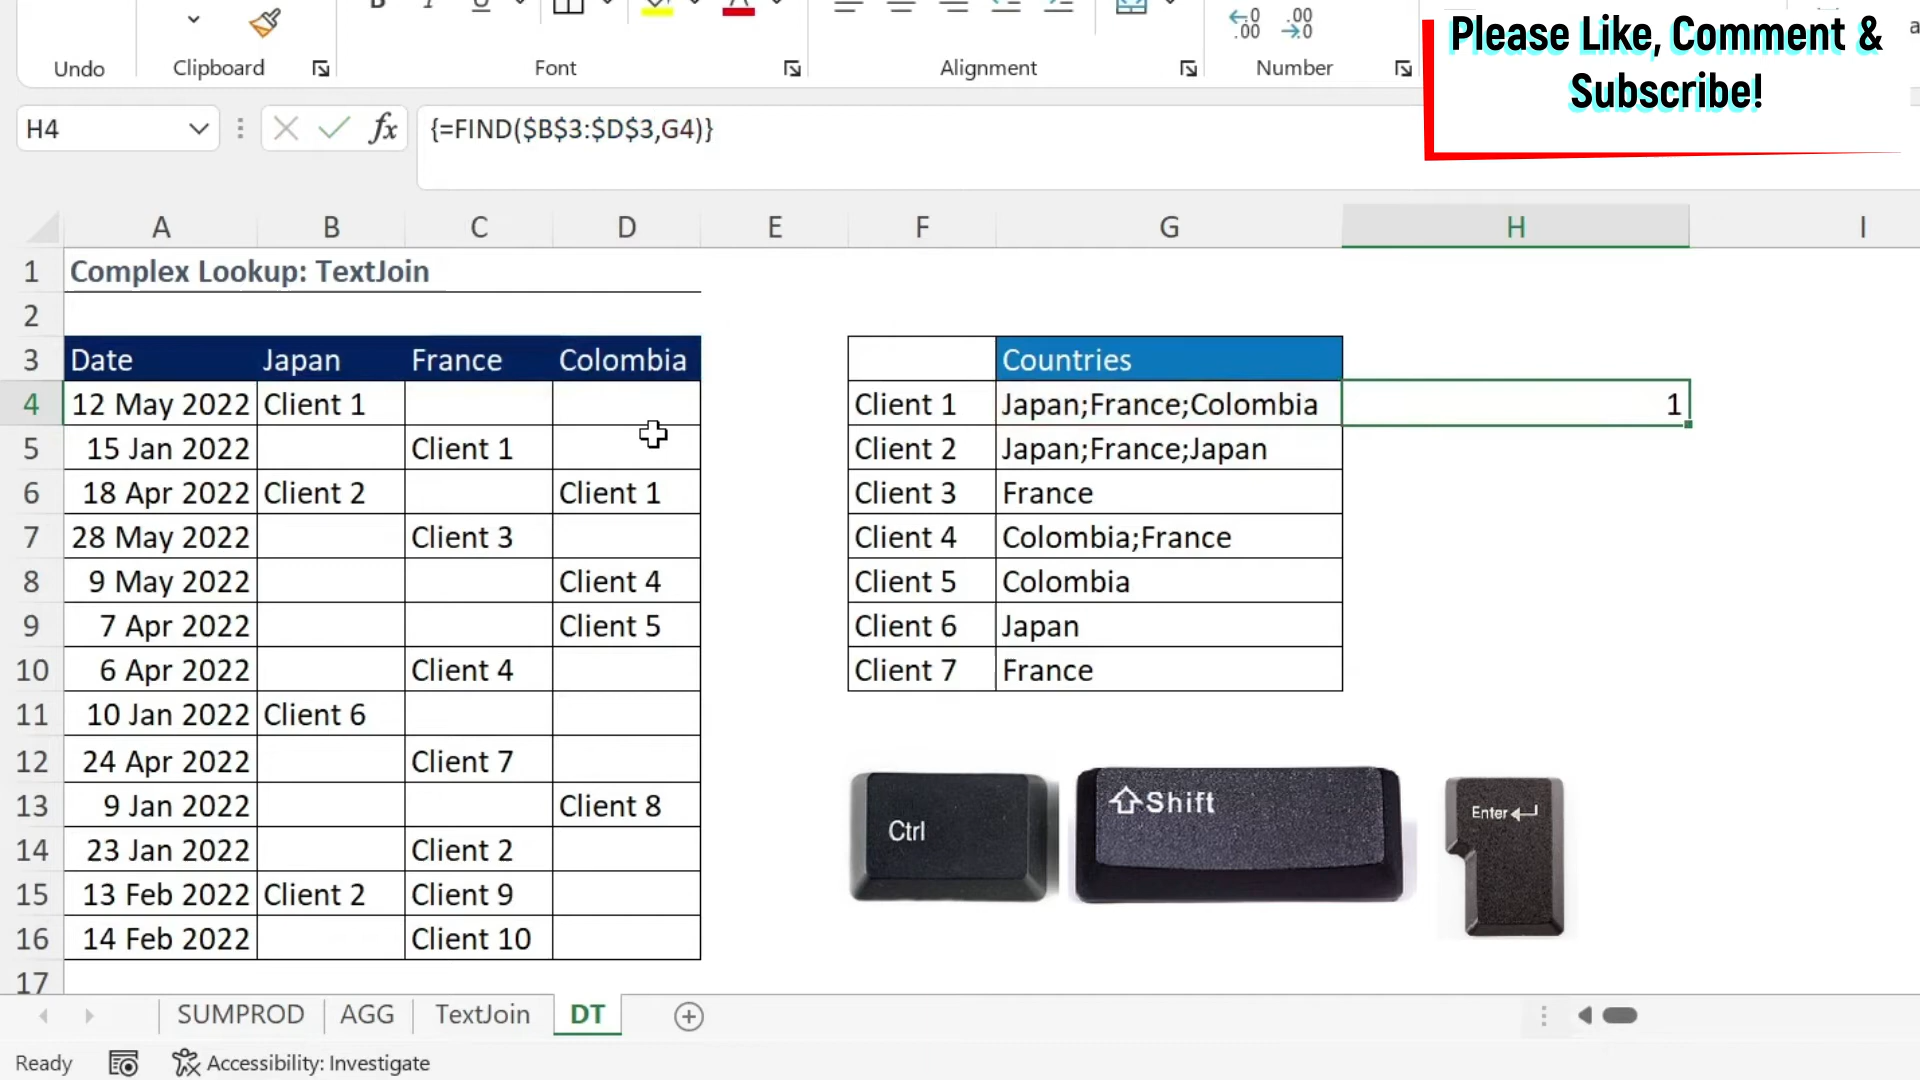 Please Like, Comment &
Subscribe!
B I U A .00 .00
Undo Clipboard Font Alignment Number
H4 fx {=FIND($B$3:$D$3,G4)}
A B C D E F G H I
1 Complex Lookup: TextJoin
2
3 Date Japan France Colombia Countries
4 12 May 2022 Client 1 Client 1 Japan;France;Colombia 1
5 15 Jan 2022 Client 1 Client 2 Japan;France;Japan
6 18 Apr 2022 Client 2 Client 1 Client 3 France
7 28 May 2022 Client 3 Client 4 Colombia;France
8 9 May 2022 Client 4 Client 5 Colombia
9 7 Apr 2022 Client 5 Client 6 Japan
10 6 Apr 2022 Client 4 Client 7 France
11 10 Jan 2022 Client 6
12 24 Apr 2022 Client 7
13 9 Jan 2022 Client 8
14 23 Jan 2022 Client 2
15 13 Feb 2022 Client 2 Client 9
16 14 Feb 2022 Client 10
17
Ctrl Shift Enter
SUMPROD AGG TextJoin DT
Ready Accessibility: Investigate